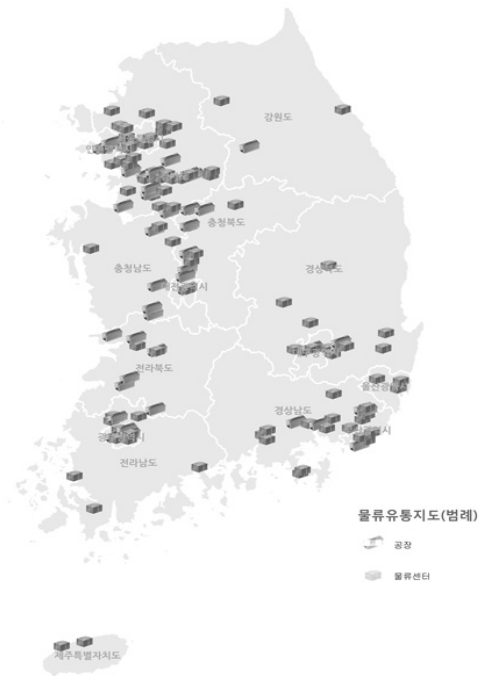 강원도
충청북도
충청남도
경상북도
전라북도
경상남도
전라남도
물류유통지도(범례)
공장
물류센터
제주특별자치도